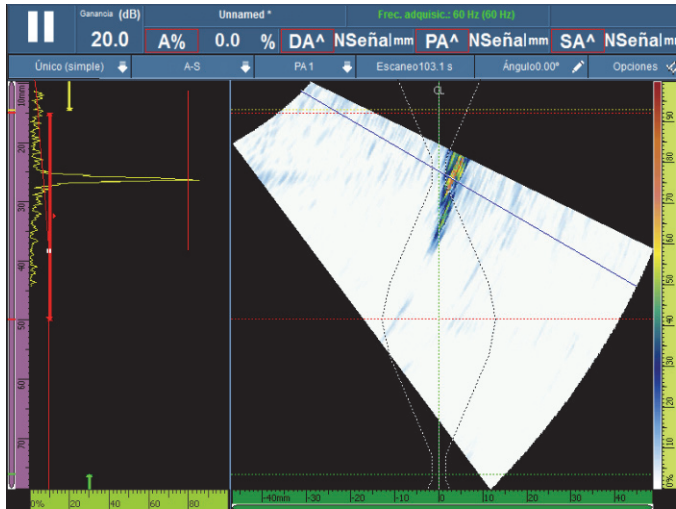 Ganancia (dB) Unnamed * Frec. adquisic.: 60 Hz (60 Hz)
20.0 A% 0.0 % DA^ NSeñal mm PA^ NSeñal mm SA^ NSeñal m
Único (simple) A-S PA 1 Escaneo103.1 s Ángulo0.00° Opciones
CL
10mm
20
30
40
50
60
70
0% 20 40 60 80
-40mm -30 -20 -10 0 10 20 30 40
90
80
70
60
50
40
30
20
10
0%